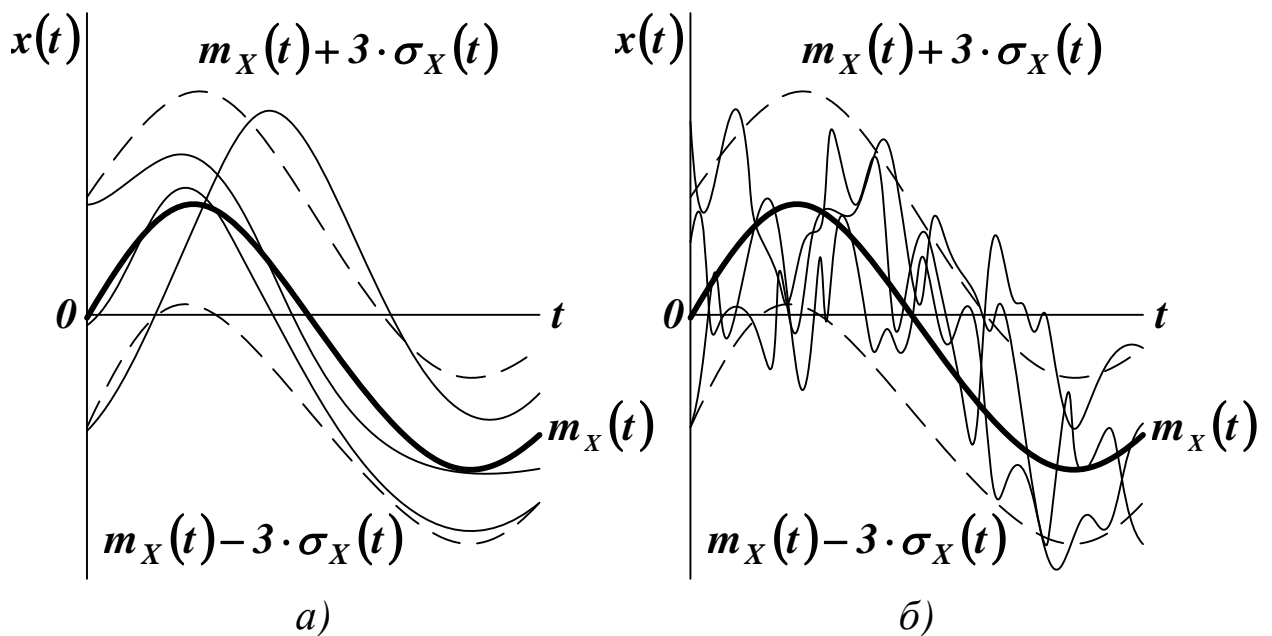 x(t) m_X(t)+3·σ_X(t) x(t) m_X(t)+3·σ_X(t)
0 t 0 t
m_X(t) m_X(t)
m_X(t)−3·σ_X(t) m_X(t)−3·σ_X(t)
а) б)